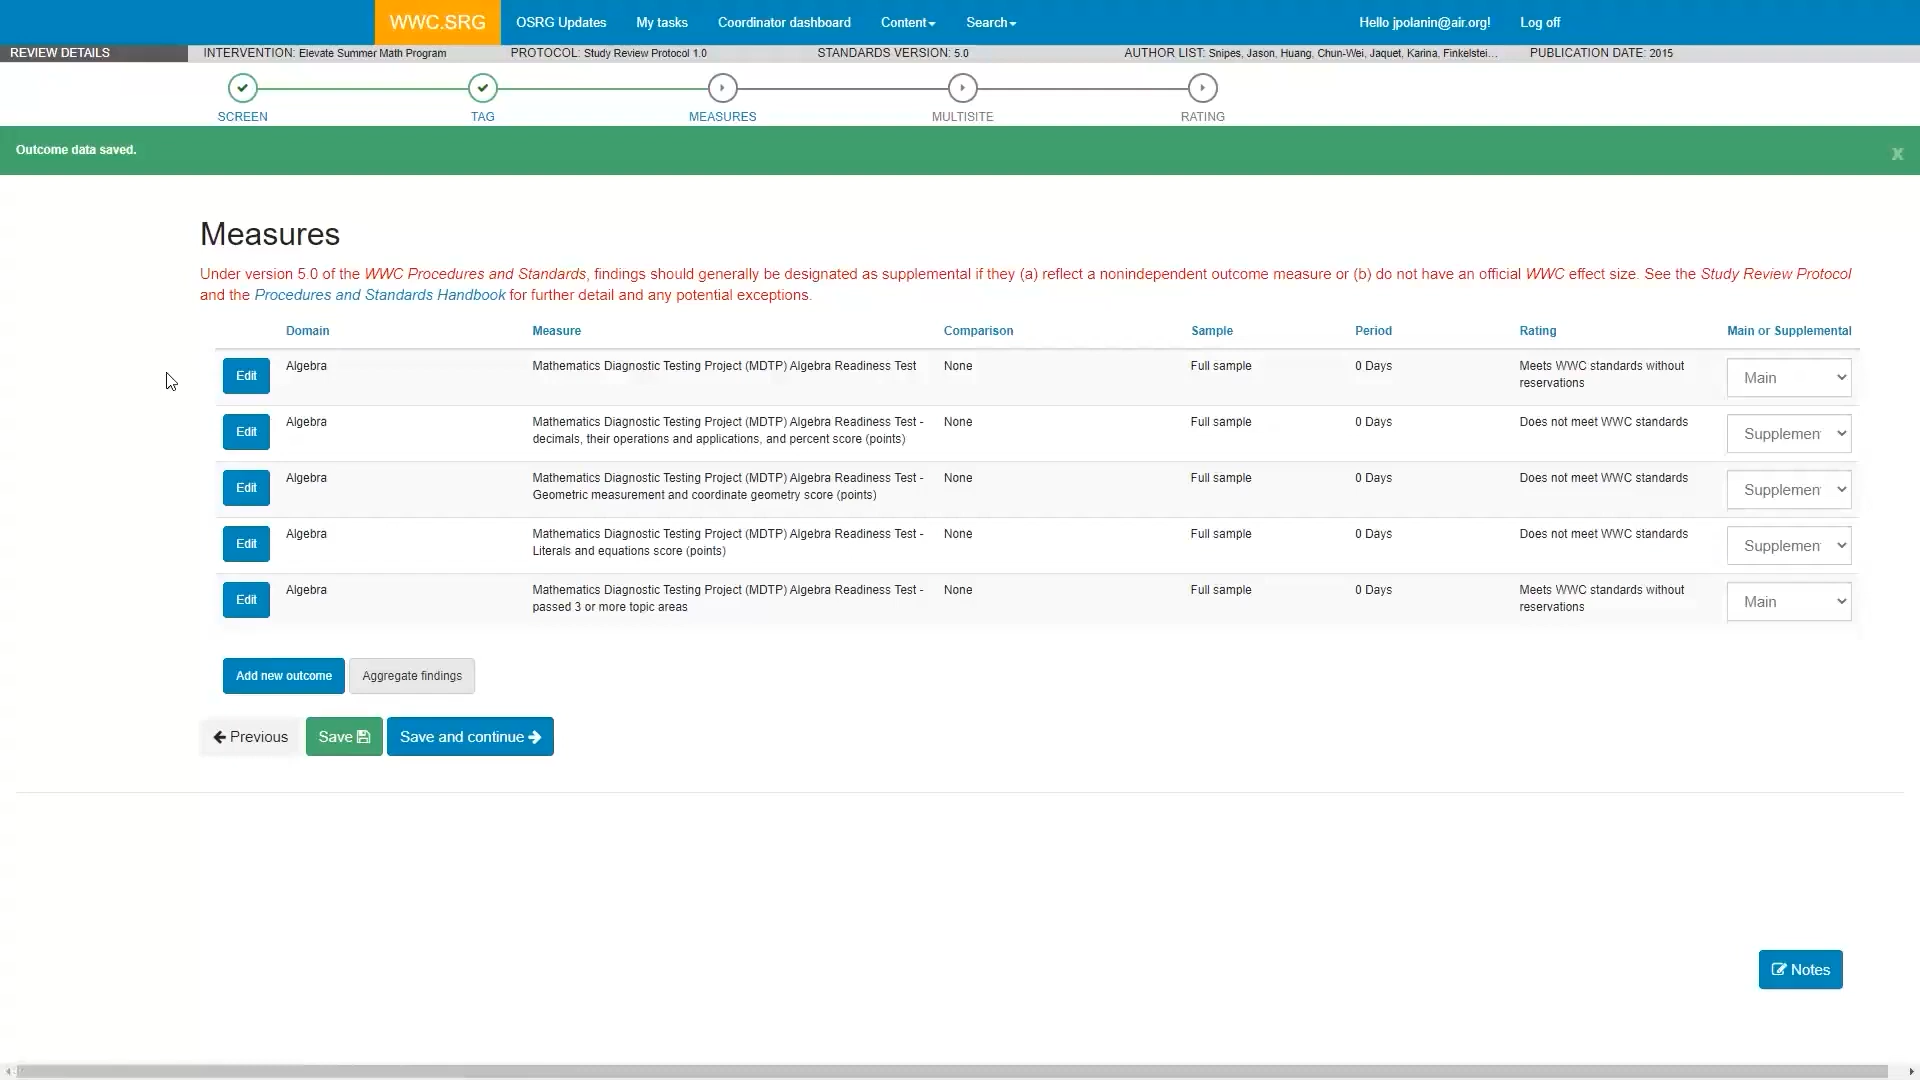 WWC.SRG OSRG Updates My tasks Coordinator dashboard Content Search Hello jpolanin@air.org! Log off
REVIEW DETAILS INTERVENTION: Elevate Summer Math Program PROTOCOL: Study Review Protocol 1.0 STANDARDS VERSION: 5.0 AUTHOR LIST: Snipes, Jason, Huang, Chun-Wei, Jaquet, Karina, Finkelstei... PUBLICATION DATE: 2015
SCREEN TAG MEASURES MULTISITE RATING
Outcome data saved. x
Measures
Under version 5.0 of the WWC Procedures and Standards, findings should generally be designated as supplemental if they (a) reflect a nonindependent outcome measure or (b) do not have an official WWC effect size. See the Study Review Protocol
and the Procedures and Standards Handbook for further detail and any potential exceptions.
Domain Measure Comparison Sample Period Rating Main or Supplemental
Edit Algebra Mathematics Diagnostic Testing Project (MDTP) Algebra Readiness Test None Full sample 0 Days Meets WWC standards without Main
reservations
Edit Algebra Mathematics Diagnostic Testing Project (MDTP) Algebra Readiness Test - None Full sample 0 Days Does not meet WWC standards Supplemen
decimals, their operations and applications, and percent score (points)
Edit Algebra Mathematics Diagnostic Testing Project (MDTP) Algebra Readiness Test - None Full sample 0 Days Does not meet WWC standards Supplemen
Geometric measurement and coordinate geometry score (points)
Edit Algebra Mathematics Diagnostic Testing Project (MDTP) Algebra Readiness Test - None Full sample 0 Days Does not meet WWC standards Supplemen
Literals and equations score (points)
Edit Algebra Mathematics Diagnostic Testing Project (MDTP) Algebra Readiness Test - None Full sample 0 Days Meets WWC standards without Main
passed 3 or more topic areas reservations
Add new outcome Aggregate findings
Previous Save Save and continue
Notes